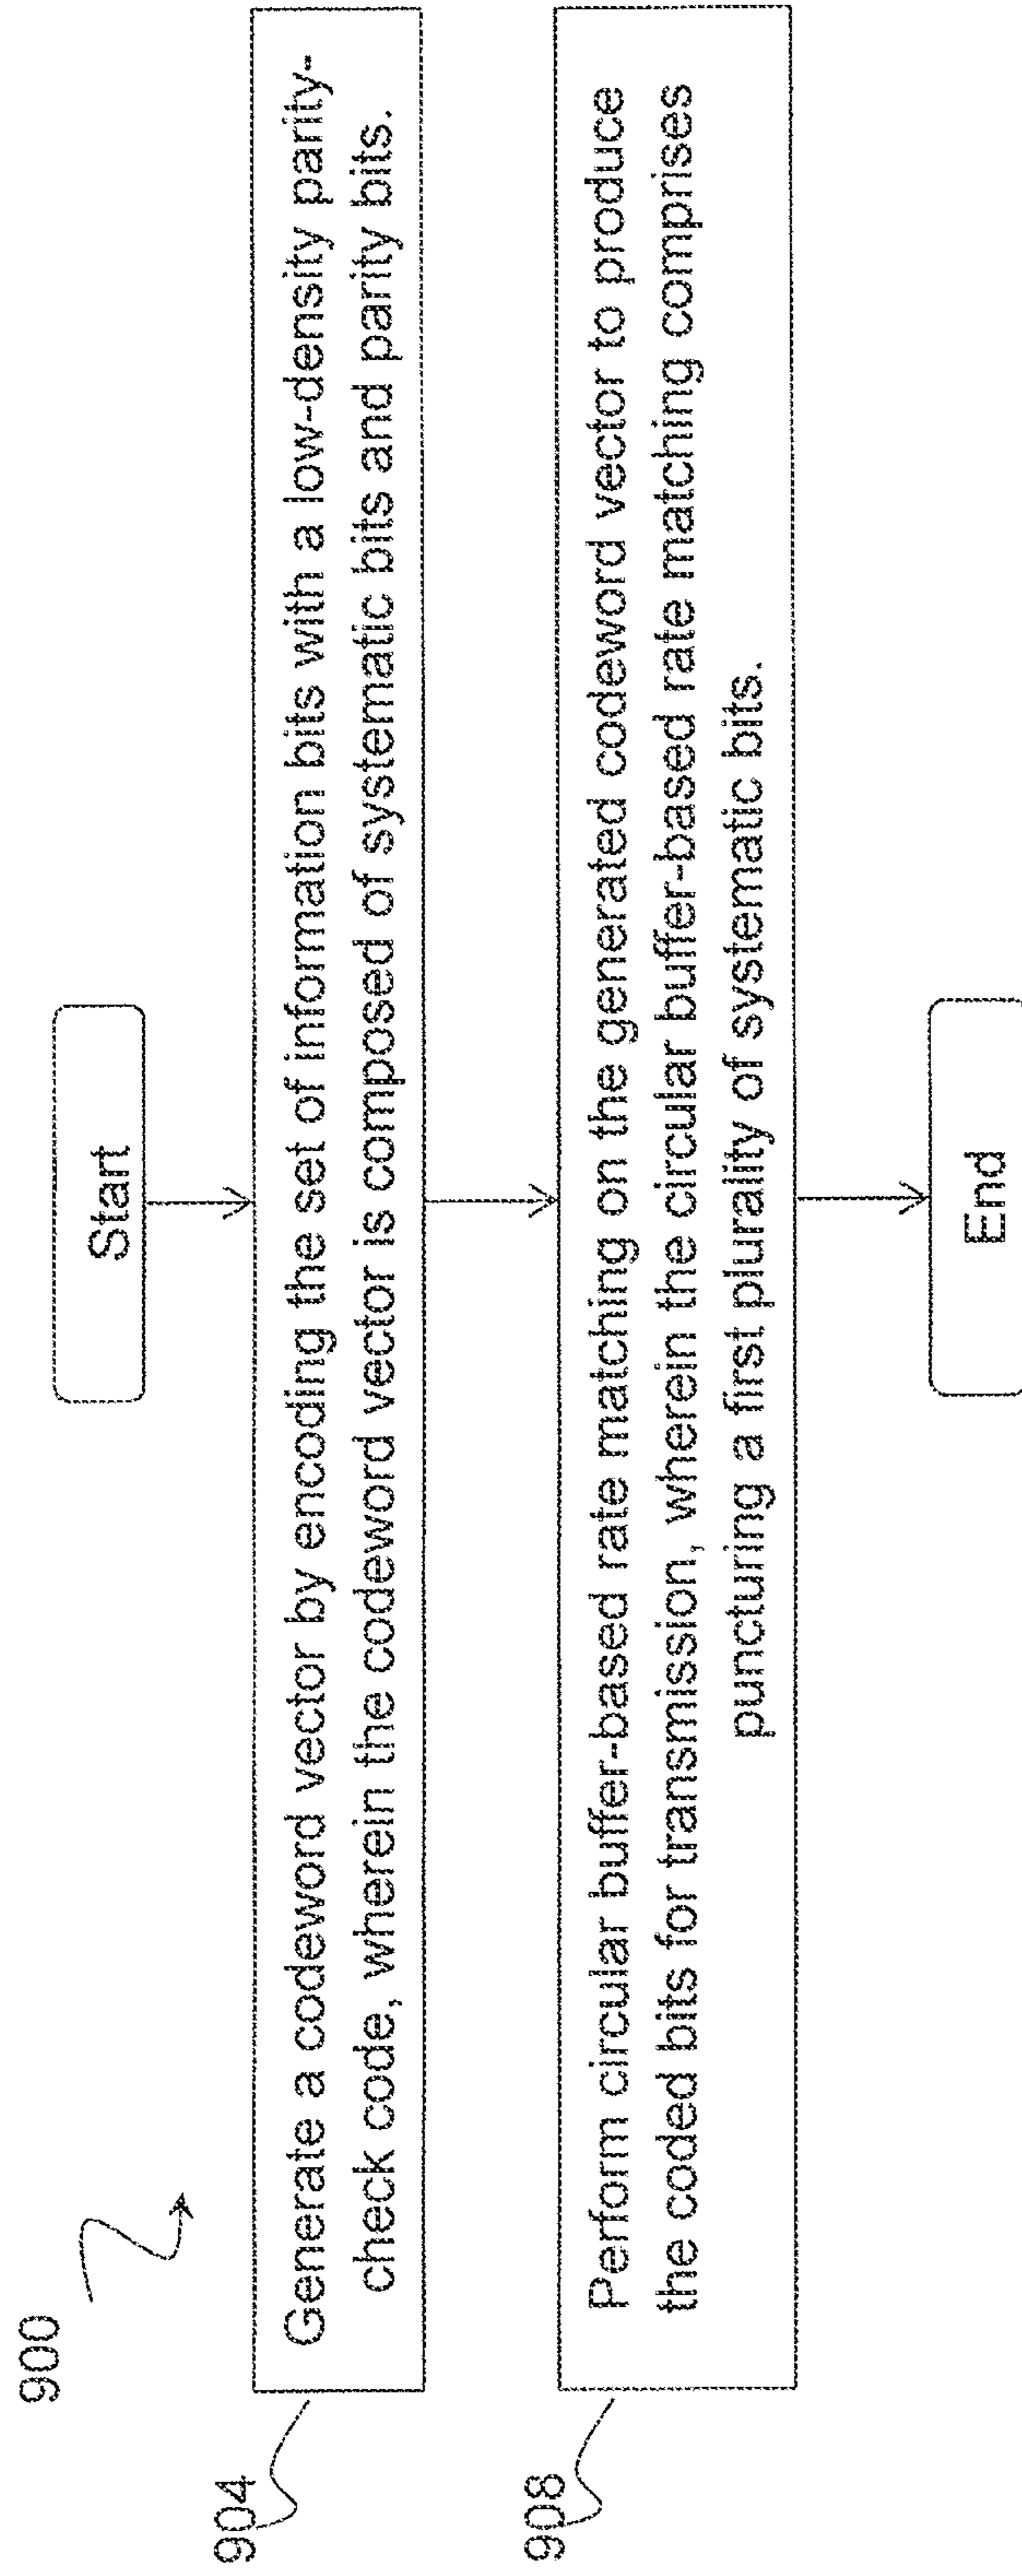 900
Start
904
Generate a codeword vector by encoding the set of information bits with a low-density parity-
check code, wherein the codeword vector is composed of systematic bits and parity bits.
908
Perform circular buffer-based rate matching on the generated codeword vector to produce
the coded bits for transmission, wherein the circular buffer-based rate matching comprises
puncturing a first plurality of systematic bits.
End